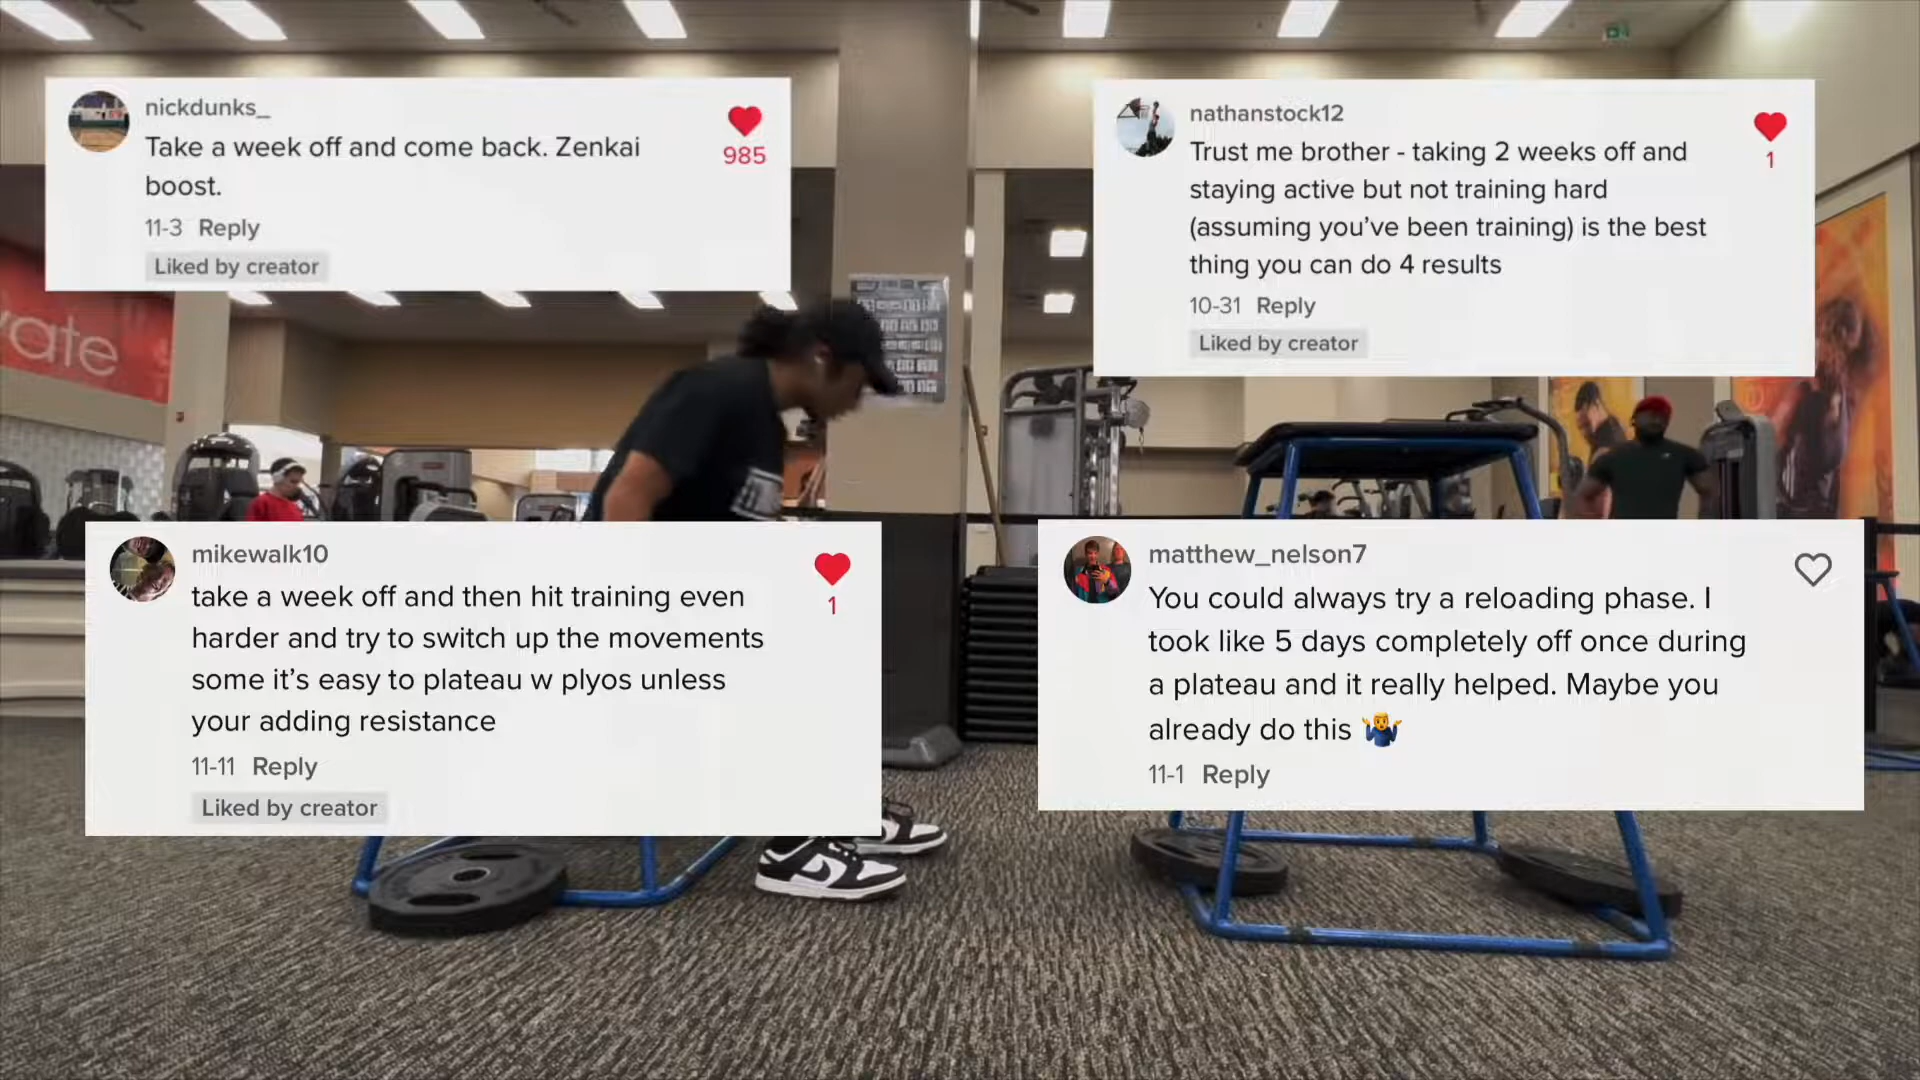 nickdunks_
Take a week off and come back. Zenkai
boost.
985
11-3 Reply
Liked by creator
nathanstock12
Trust me brother - taking 2 weeks off and
staying active but not training hard
(assuming you've been training) is the best
thing you can do 4 results
1
10-31 Reply
Liked by creator
vate
mikewalk10
take a week off and then hit training even
harder and try to switch up the movements
some it's easy to plateau w plyos unless
your adding resistance
1
11-11 Reply
Liked by creator
matthew_nelson7
You could always try a reloading phase. I
took like 5 days completely off once during
a plateau and it really helped. Maybe you
already do this 🤷‍♂️
11-1 Reply